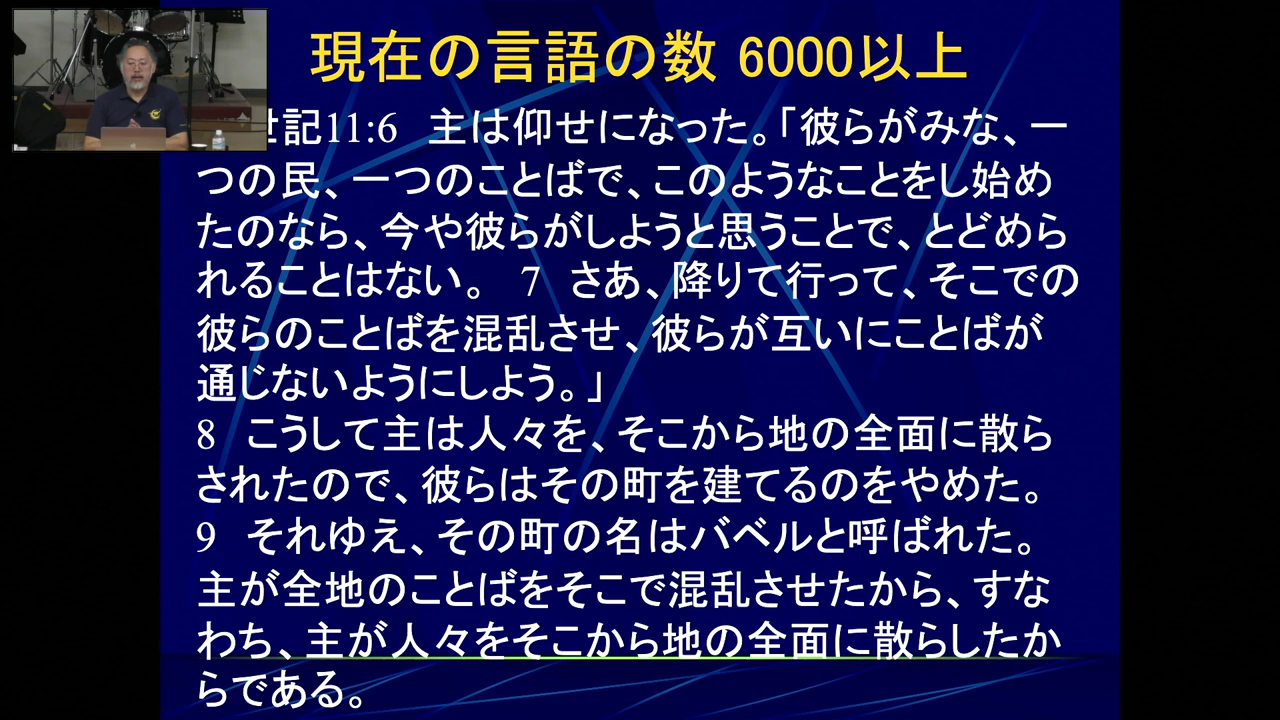 現在の言語の数 6000以上
世記11:6 主は仰せになった。「彼らがみな、一
つの民、一つのことばで、このようなことをし始め
たのなら、今や彼らがしようと思うことで、とどめら
れることはない。 7 さあ、降りて行って、そこでの
彼らのことばを混乱させ、彼らが互いにことばが
通じないようにしよう。」
8 こうして主は人々を、そこから地の全面に散ら
されたので、彼らはその町を建てるのをやめた。
9 それゆえ、その町の名はバベルと呼ばれた。
主が全地のことばをそこで混乱させたから、すな
わち、主が人々をそこから地の全面に散らしたか
らである。